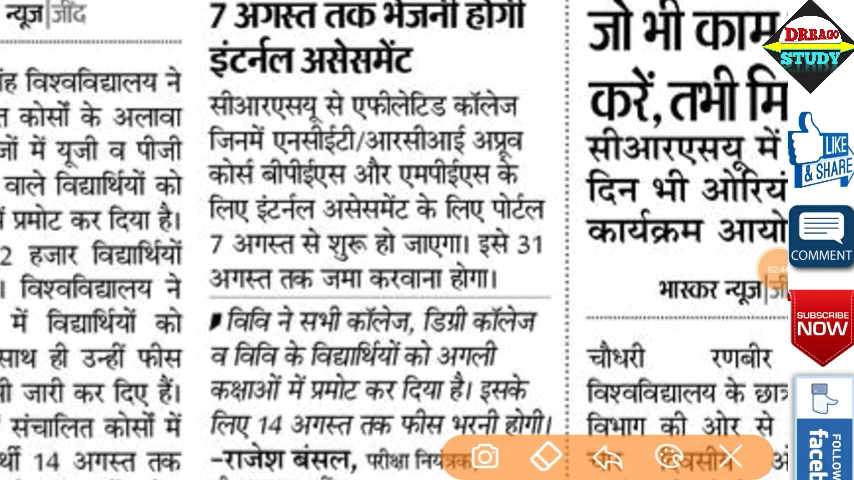 न्यूज|जींद
विश्वविद्यालय ने
कोर्सों के अलावा
में यूजी व पीजी
वाले विद्यार्थियों को
प्रमोट कर दिया है।
हजार विद्यार्थियों
विश्वविद्यालय ने
में विद्यार्थियों को
साथ ही उन्हीं फीस
जारी कर दिए हैं।
संचालित कोर्सों में
14 अगस्त तक
7 अगस्त तक भेजनी होगी
इंटर्नल असेसमेंट
सीआरएसयू से एफीलेटिड कॉलेज
जिनमें एनसीईटी/आरसीआई अप्रूव
कोर्स बीपीईएस और एमपीईएस के
लिए इंटर्नल असेसमेंट के लिए पोर्टल
7 अगस्त से शुरू हो जाएगा। इसे 31
अगस्त तक जमा करवाना होगा।
विवि ने सभी कॉलेज, डिग्री कॉलेज
व विवि के विद्यार्थियों को अगली
कक्षाओं में प्रमोट कर दिया है। इसके
लिए 14 अगस्त तक फीस भरनी होगी।
-राजेश बंसल, परीक्षा नियंत्रक,
जो भी काम
करें, तभी
सीआरएसयू में
दिन भी
कार्यक्रम
भास्कर न्यूज|
चौधरी रणबीर
विश्वविद्यालय के
विभाग की ओर से
DRRAGO
STUDY
LIKE
& SHARE
COMMENT
SUBSCRIBE
NOW
FOLLOW